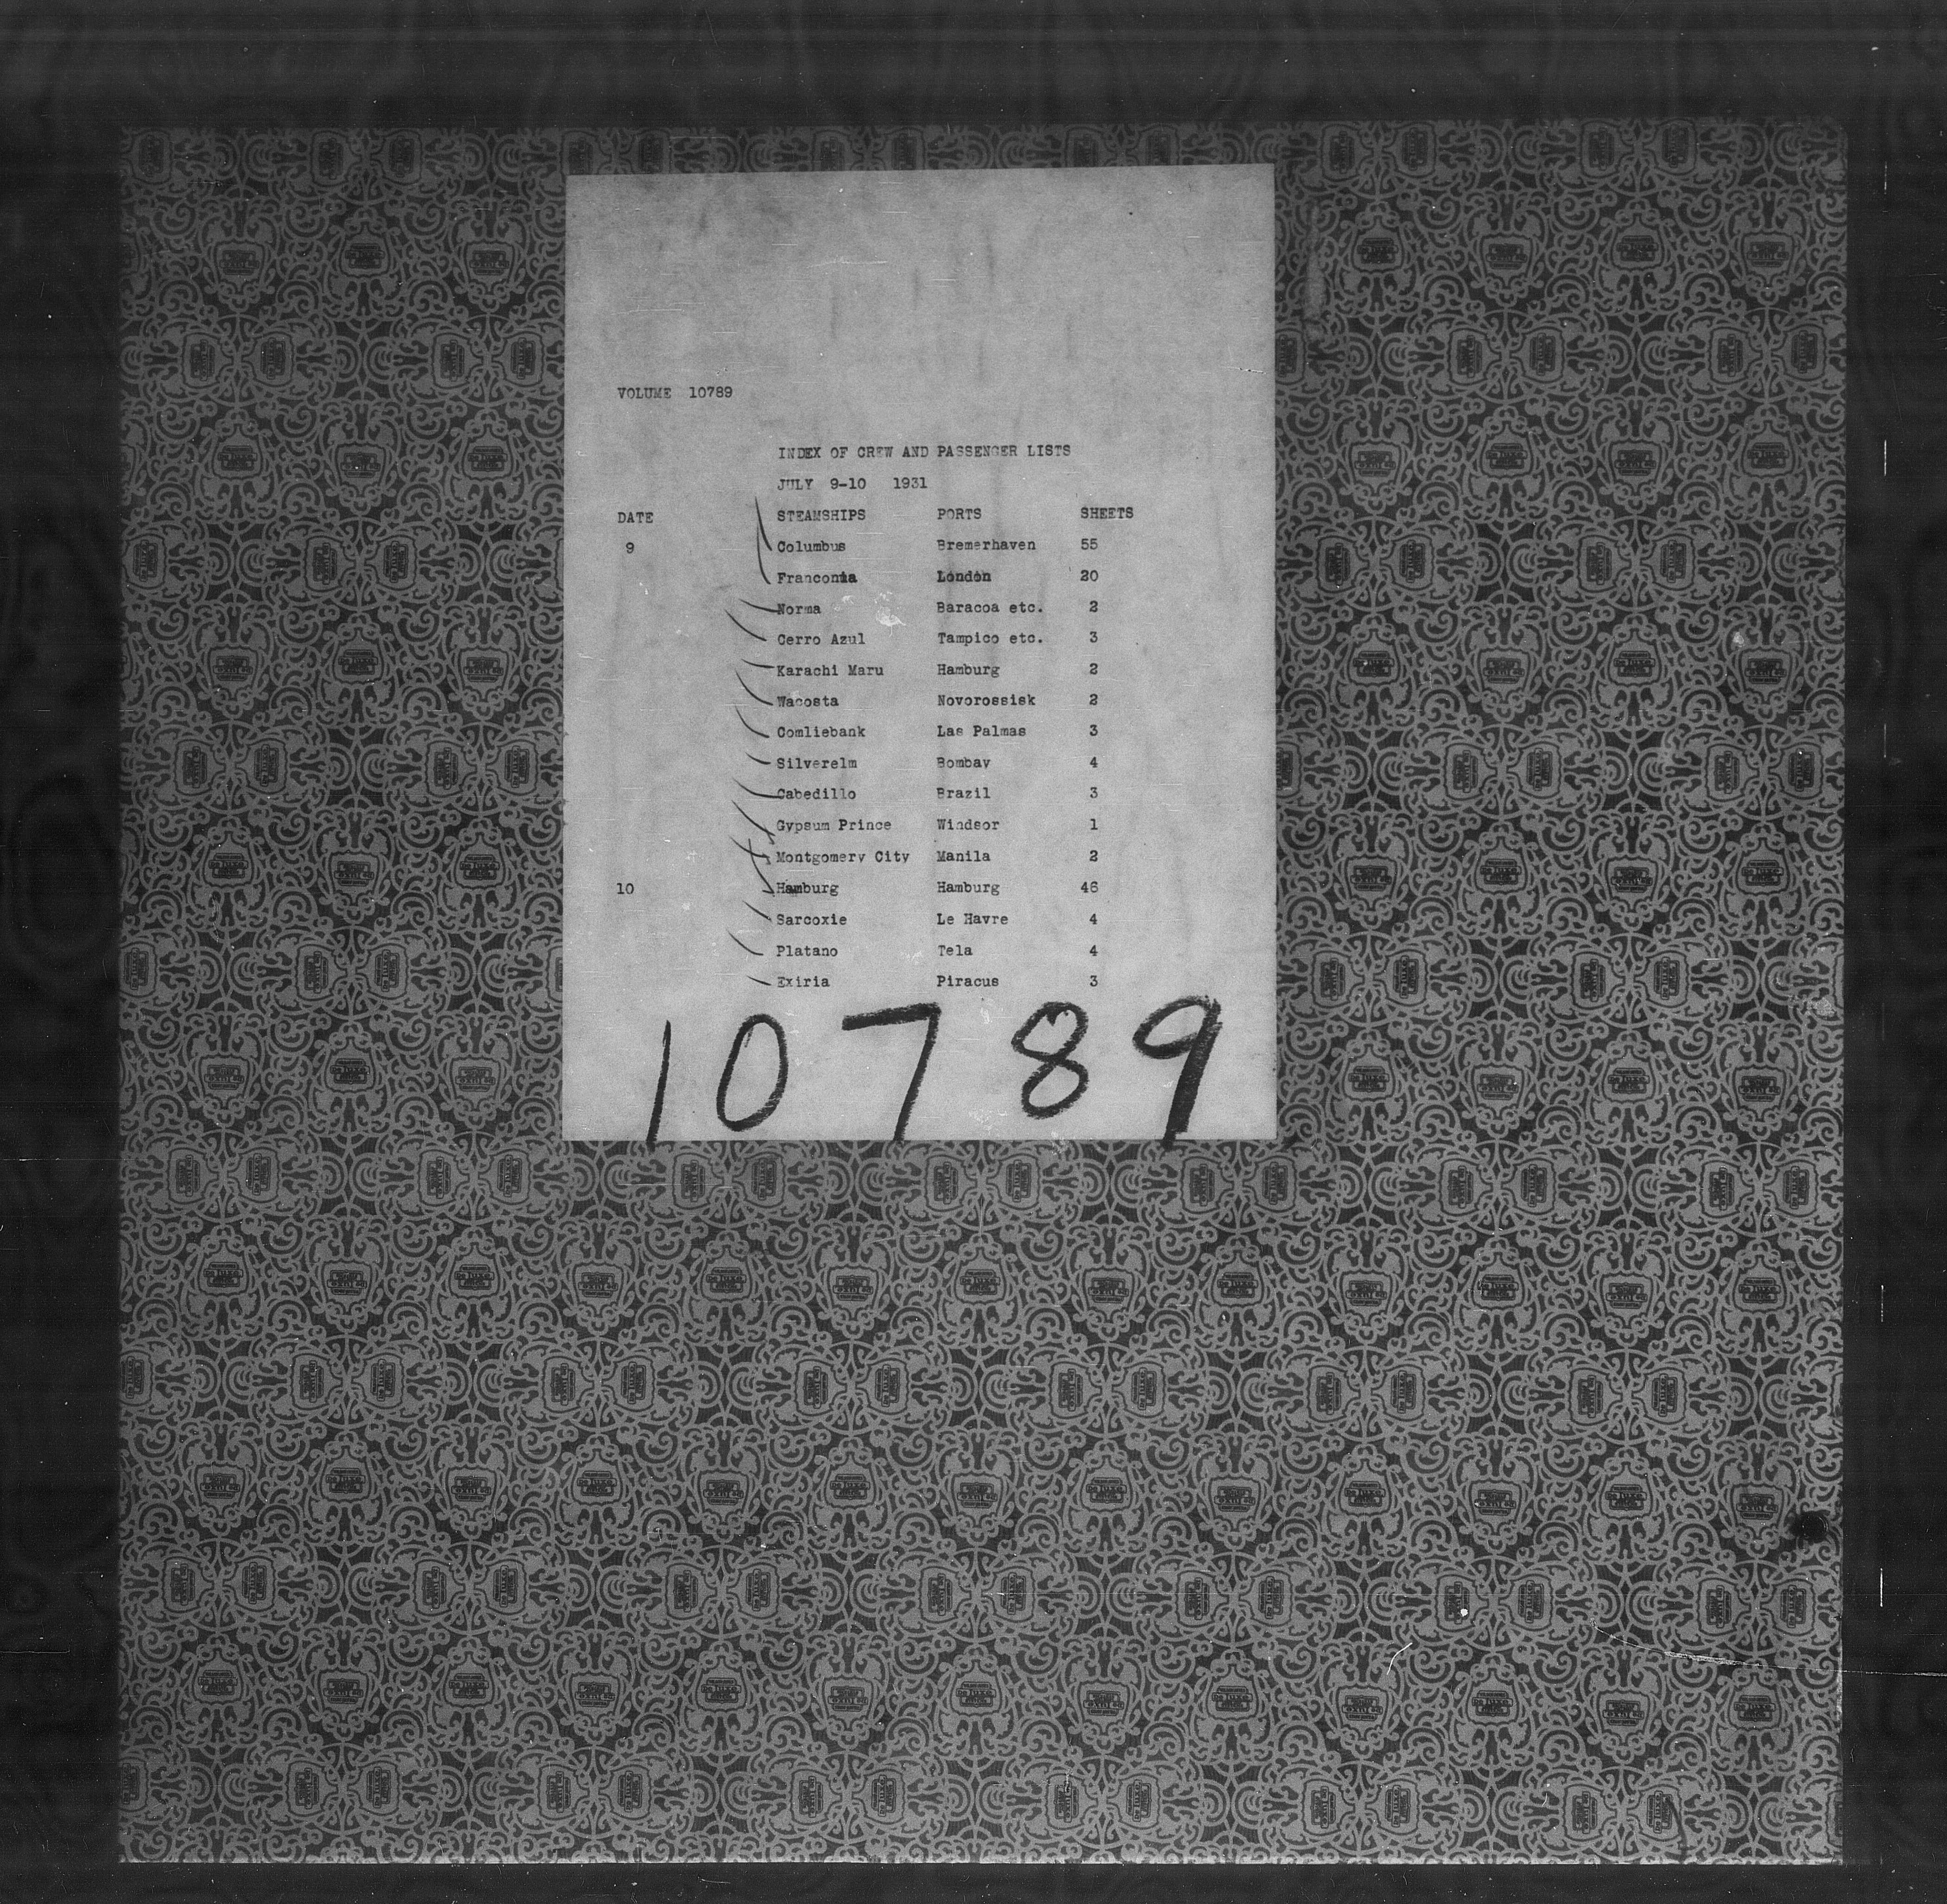 VOLUME 10789
INDEX OF CREW AND PASSENGER LISTS
JULY 9-10 1931
DATE STEAMSHIPS PORTS SHEETS
9 Columbus Bremerhaven 55
Franconia London 20
Norma Baracoa etc. 2
Cerro Azul Tampico etc. 3
Karachi Maru Hamburg 2
Wacosta Novorossisk 2
Comliebank Las Palmas 3
Silverelm Bombay 4
Cabedillo Brazil 3
Gypsum Prince Windsor 1
Montgomery City Manila 2
10 Hamburg Hamburg 46
Sarcoxie Le Havre 4
Platano Tela 4
Exiria Piracus 3
10789